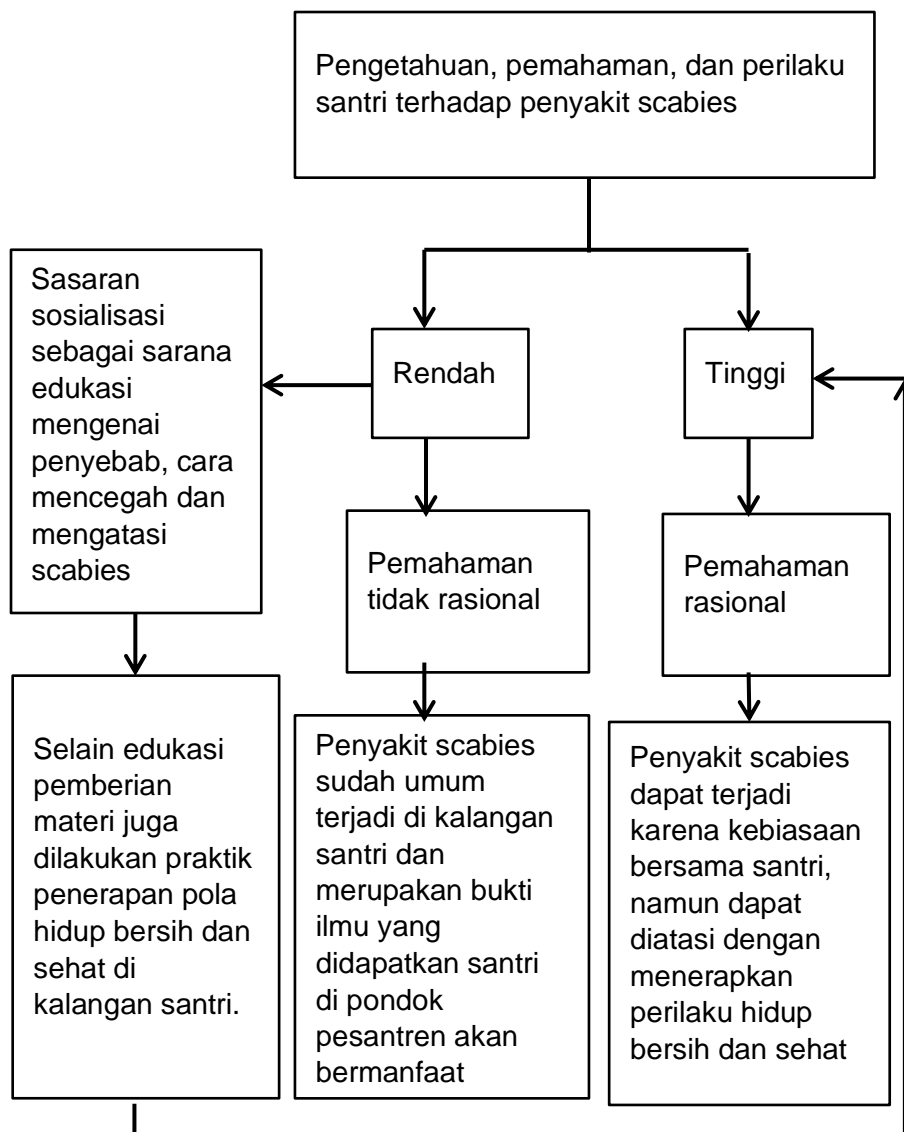 Pengetahuan, pemahaman, dan perilaku
santri terhadap penyakit scabies
Sasaran
sosialisasi
sebagai sarana
edukasi
mengenai
penyebab, cara
mencegah dan
mengatasi
scabies
Rendah
Tinggi
Pemahaman
tidak rasional
Pemahaman
rasional
Selain edukasi
pemberian
materi juga
dilakukan praktik
penerapan pola
hidup bersih dan
sehat di
kalangan santri.
Penyakit scabies
sudah umum
terjadi di kalangan
santri dan
merupakan bukti
ilmu yang
didapatkan santri
di pondok
pesantren akan
bermanfaat
Penyakit scabies
dapat terjadi
karena kebiasaan
bersama santri,
namun dapat
diatasi dengan
menerapkan
perilaku hidup
bersih dan sehat